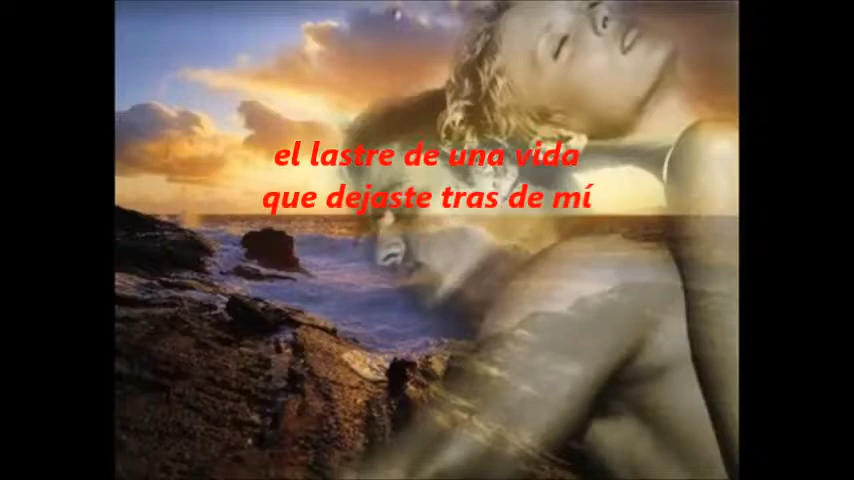 el lastre de una vida
que dejaste tras de mí